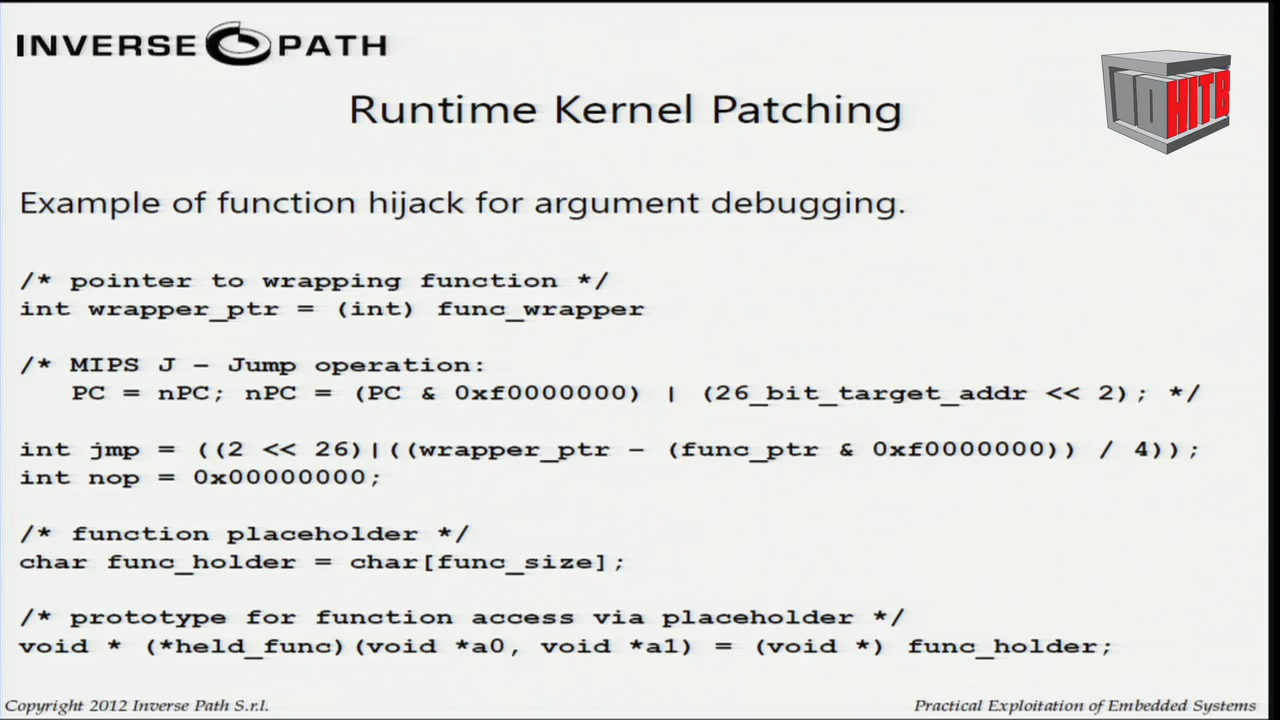 INVERSE PATH
10 HITB
Runtime Kernel Patching
Example of function hijack for argument debugging.
/* pointer to wrapping function */
int wrapper_ptr = (int) func_wrapper
/* MIPS J – Jump operation:
PC = nPC; nPC = (PC & 0xf0000000) | (26_bit_target_addr << 2); */
int jmp = ((2 << 26)|((wrapper_ptr – (func_ptr & 0xf0000000)) / 4));
int nop = 0x00000000;
/* function placeholder */
char func_holder = char[func_size];
/* prototype for function access via placeholder */
void * (*held_func)(void *a0, void *a1) = (void *) func_holder;
Copyright 2012 Inverse Path S.r.l.
Practical Exploitation of Embedded Systems